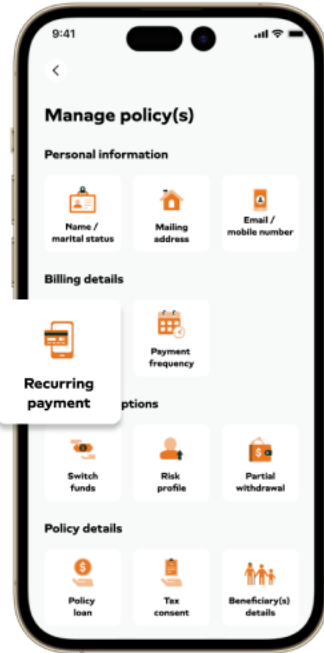 9:41
Manage policy(s)
Personal information
Name /
marital status
Mailing
address
Email /
mobile number
Billing details
Recurring
payment
Payment
frequency
ptions
Switch
funds
Risk
profile
Partial
withdrawal
Policy details
Policy
loan
Tax
consent
Beneficiary(s)
details